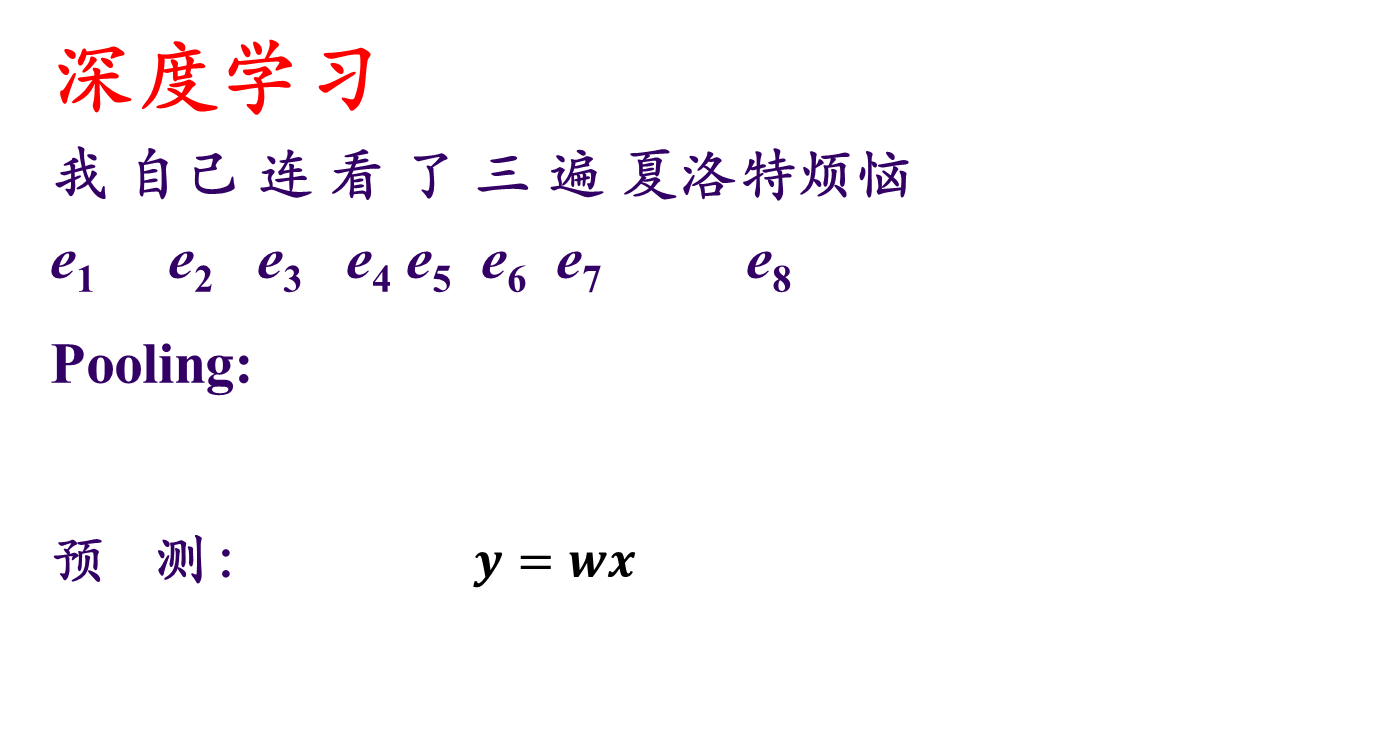 深度学习
我 自己 连 看 了 三 遍 夏洛特烦恼
e₁ e₂ e₃ e₄ e₅ e₆ e₇ e₈
Pooling:
预 测： y = wx